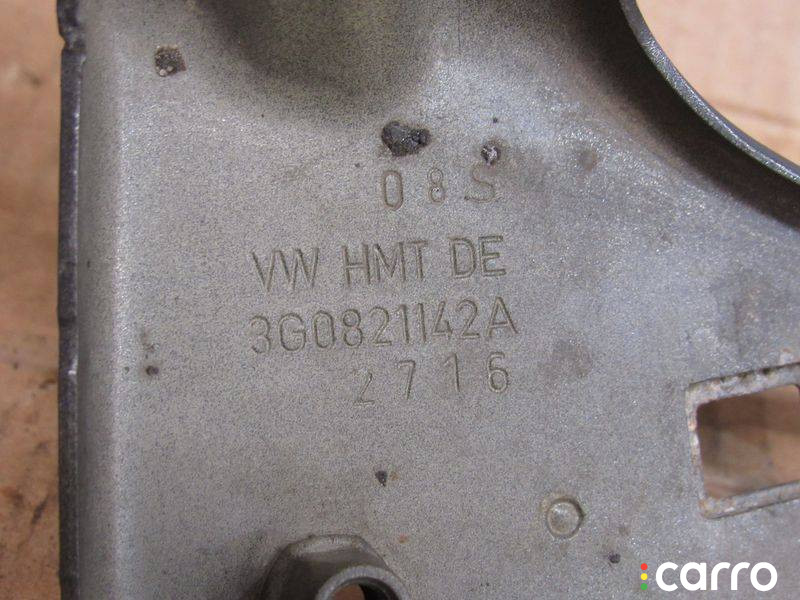 08S
VW HMT DE
3G0821142A
2716
carro